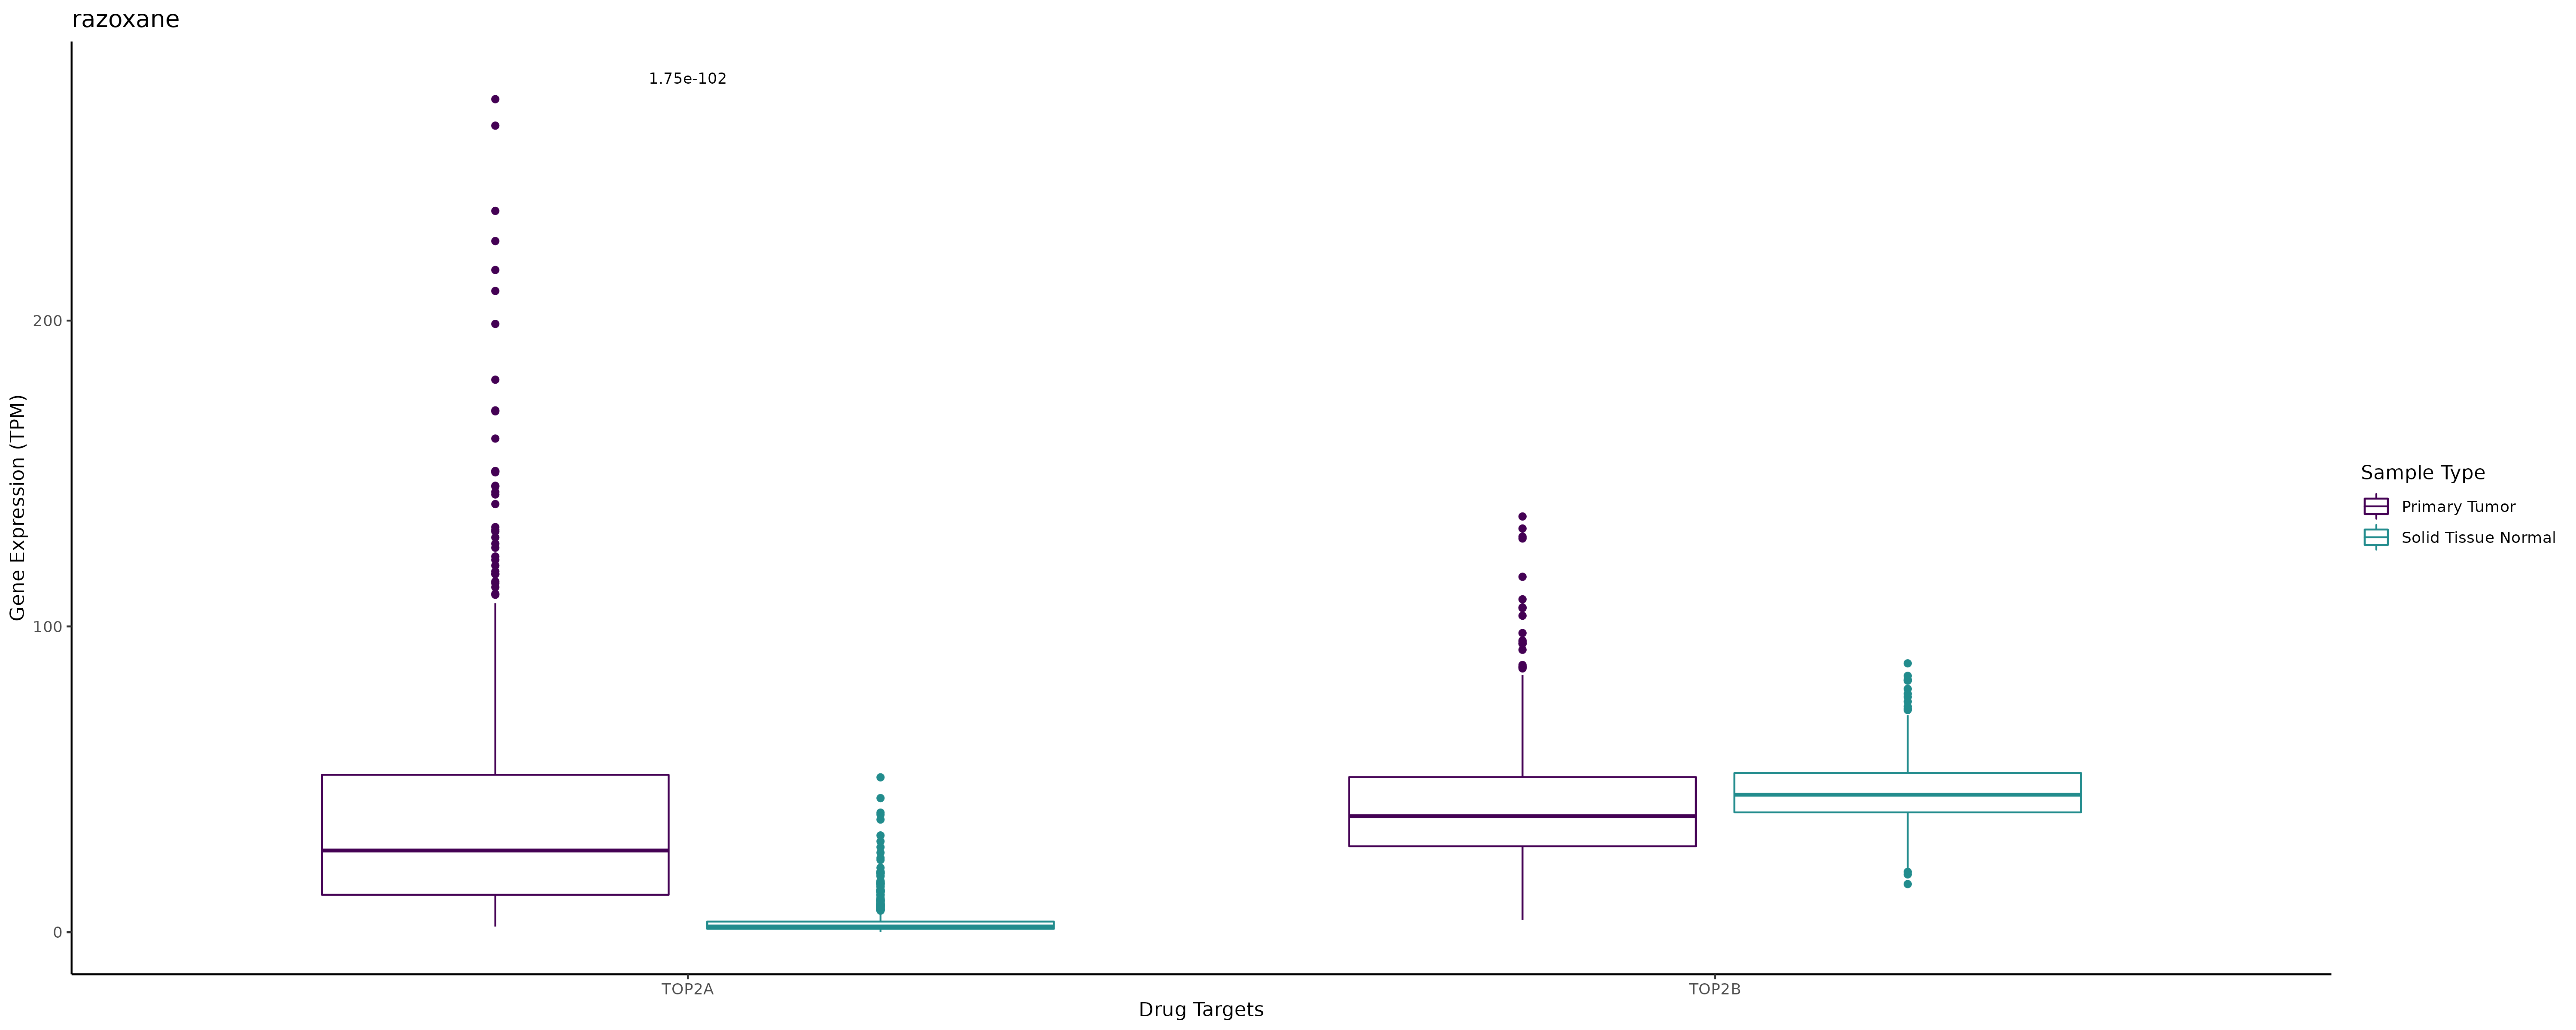 razoxane
1.75e-102
Gene Expression (TPM)
200
100
0
TOP2A
TOP2B
Drug Targets
Sample Type
Primary Tumor
Solid Tissue Normal